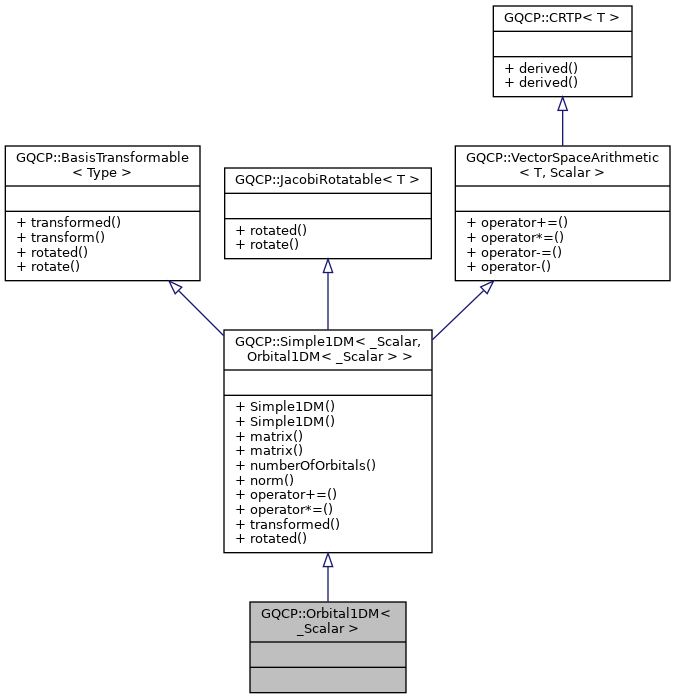 GQCP::CRTP< T >
+ derived()
+ derived()
GQCP::BasisTransformable
< Type >
+ transformed()
+ transform()
+ rotated()
+ rotate()
GQCP::JacobiRotatable< T >
+ rotated()
+ rotate()
GQCP::VectorSpaceArithmetic
< T, Scalar >
+ operator+=()
+ operator*=()
+ operator-=()
+ operator-()
GQCP::Simple1DM< _Scalar,
Orbital1DM< _Scalar > >
+ Simple1DM()
+ Simple1DM()
+ matrix()
+ matrix()
+ numberOfOrbitals()
+ norm()
+ operator+=()
+ operator*=()
+ transformed()
+ rotated()
GQCP::Orbital1DM<
_Scalar >